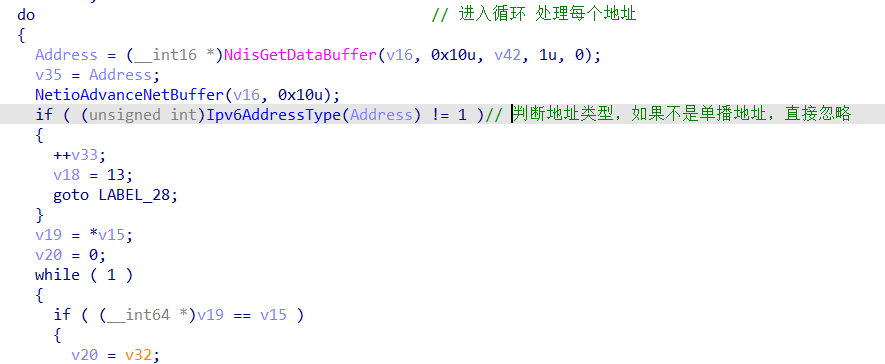 do // 进入循环 处理每个地址
{
Address = (__int16 *)NdisGetDataBuffer(v16, 0x10u, v42, 1u, 0);
v35 = Address;
NetioAdvanceNetBuffer(v16, 0x10u);
if ( (unsigned int)Ipv6AddressType(Address) != 1 )// 判断地址类型，如果不是单播地址，直接忽略
{
++v33;
v18 = 13;
goto LABEL_28;
}
v19 = *v15;
v20 = 0;
while ( 1 )
{
if ( (__int64 *)v19 == v15 )
{
v20 = v32;